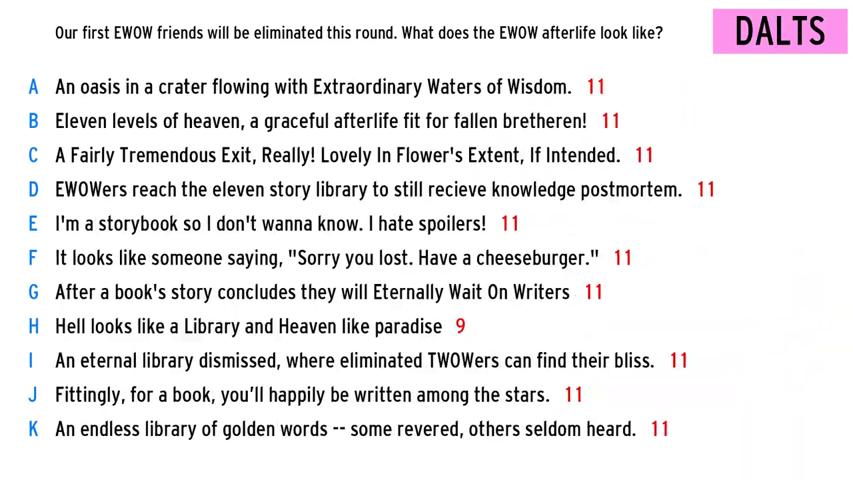 Our first EWOW friends will be eliminated this round. What does the EWOW afterlife look like?
DALTS
A An oasis in a crater flowing with Extraordinary Waters of Wisdom. 11
B Eleven levels of heaven, a graceful afterlife fit for fallen bretheren! 11
C A Fairly Tremendous Exit, Really! Lovely In Flower's Extent, If Intended. 11
D EWOWers reach the eleven story library to still recieve knowledge postmortem. 11
E I'm a storybook so I don't wanna know. I hate spoilers! 11
F It looks like someone saying, "Sorry you lost. Have a cheeseburger." 11
G After a book's story concludes they will Eternally Wait On Writers 11
H Hell looks like a Library and Heaven like paradise 9
I An eternal library dismissed, where eliminated TWOWers can find their bliss. 11
J Fittingly, for a book, you’ll happily be written among the stars. 11
K An endless library of golden words -- some revered, others seldom heard. 11